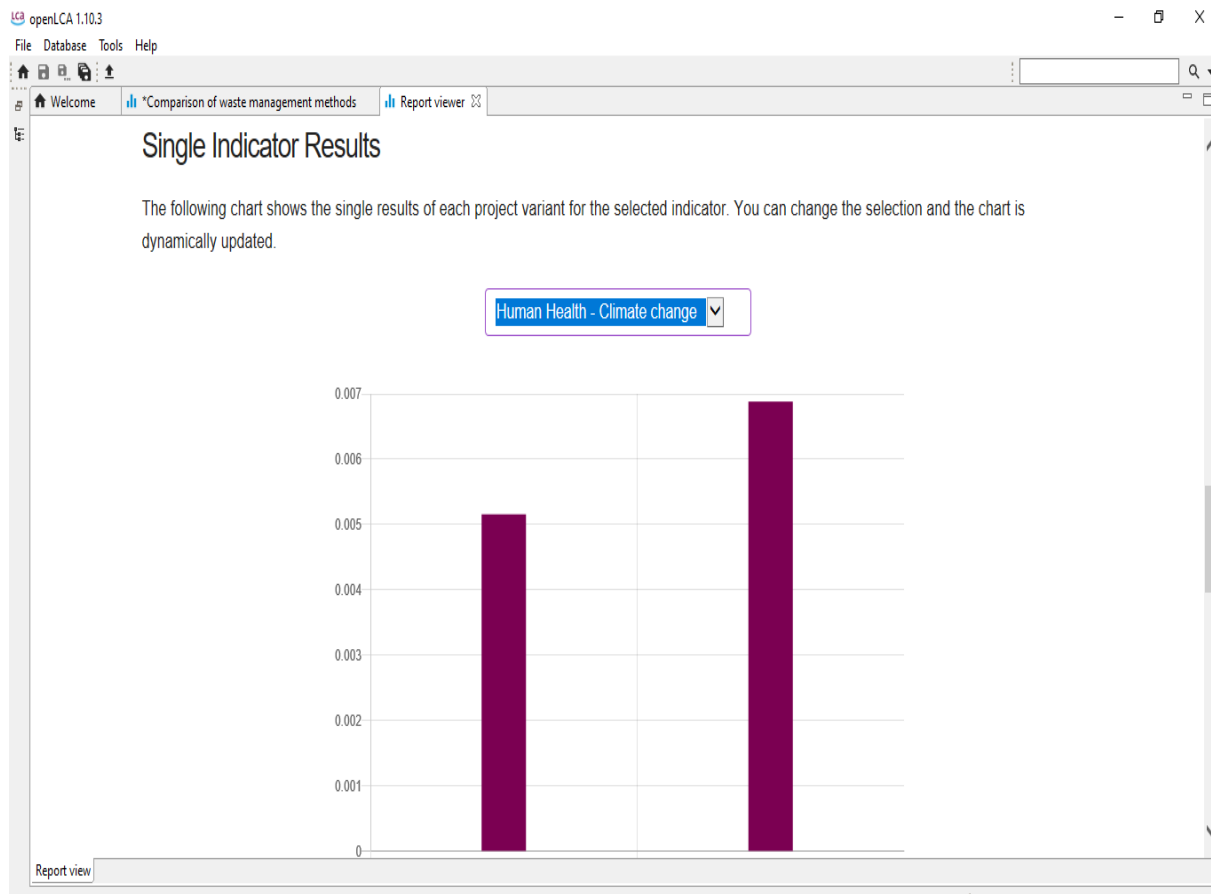 LCA openLCA 1.10.3
File Database Tools Help
Welcome *Comparison of waste management methods Report viewer
Single Indicator Results
The following chart shows the single results of each project variant for the selected indicator. You can change the selection and the chart is
dynamically updated.
Human Health - Climate change
0.007
0.006
0.005
0.004
0.003
0.002
0.001
0
Report view